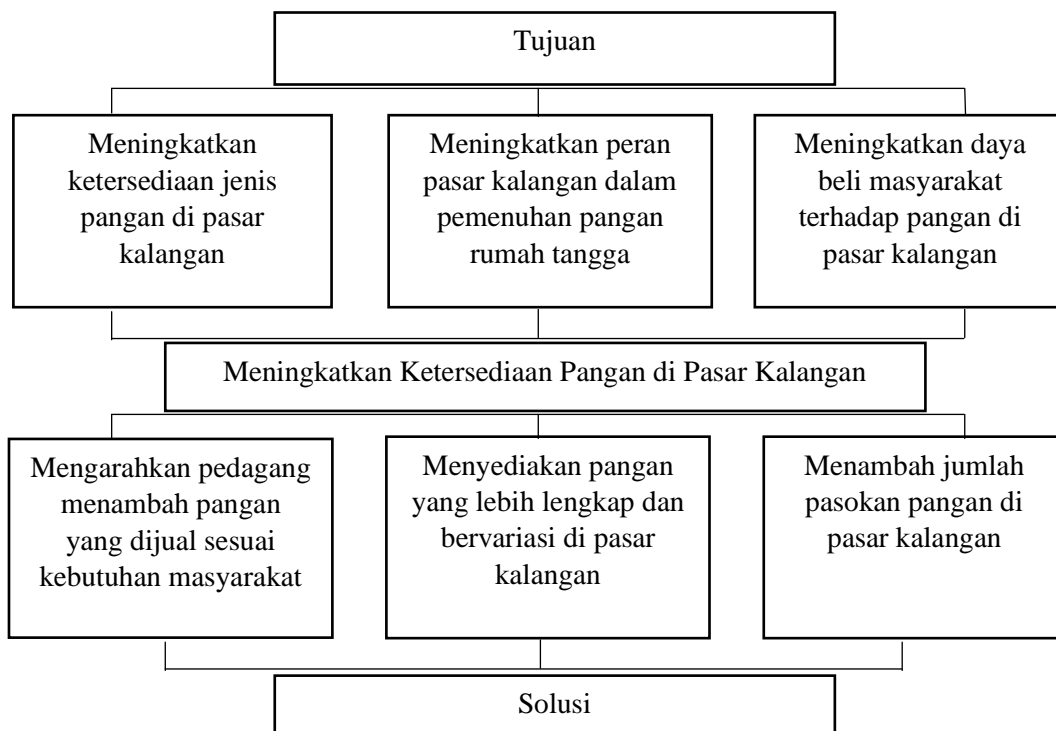 Tujuan
Meningkatkan
ketersediaan jenis
pangan di pasar
kalangan
Meningkatkan peran
pasar kalangan dalam
pemenuhan pangan
rumah tangga
Meningkatkan daya
beli masyarakat
terhadap pangan di
pasar kalangan
Meningkatkan Ketersediaan Pangan di Pasar Kalangan
Mengarahkan pedagang
menambah pangan
yang dijual sesuai
kebutuhan masyarakat
Menyediakan pangan
yang lebih lengkap dan
bervariasi di pasar
kalangan
Menambah jumlah
pasokan pangan di
pasar kalangan
Solusi